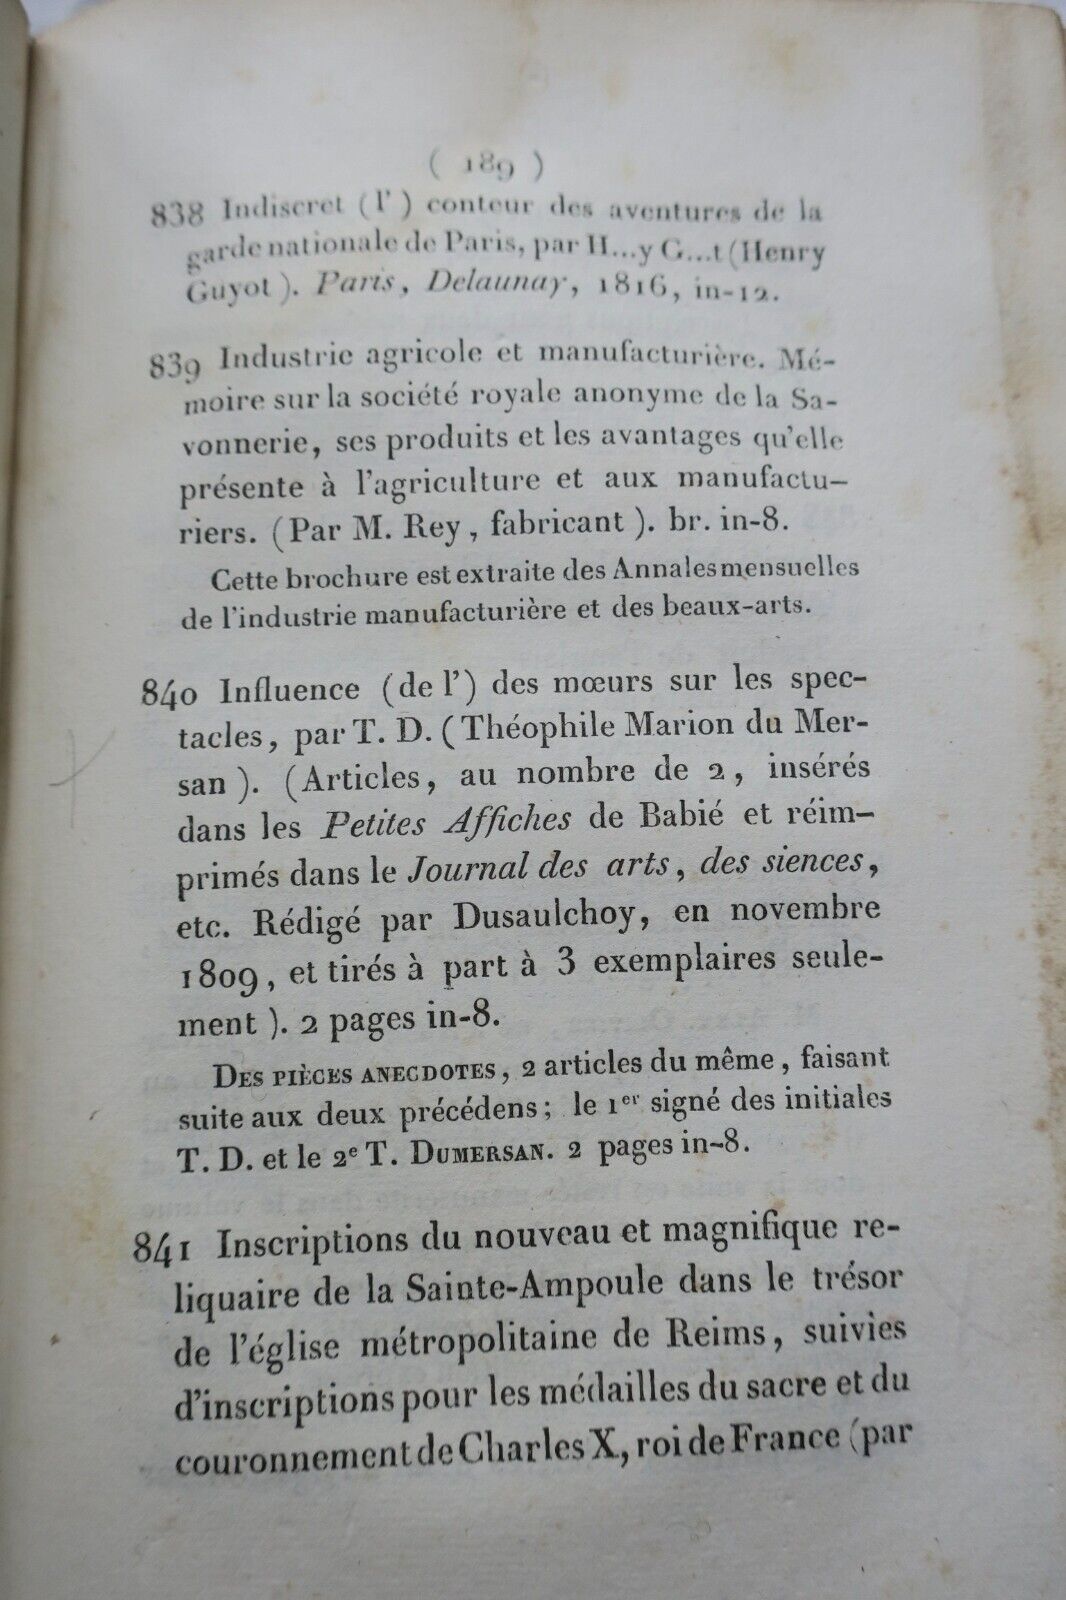 ( 189 )
838 Indiscret (l') conteur des aventures de la
garde nationale de Paris, par H...y G...t (Henry
Guyot ). Paris, Delaunay, 1816, in-12.
839 Industrie agricole et manufacturière. Mé-
moire sur la société royale anonyme de la Sa-
vonnerie, ses produits et les avantages qu'elle
présente à l'agriculture et aux manufactu-
riers. (Par M. Rey, fabricant ). br. in-8.
Cette brochure est extraite des Annales mensuelles
de l'industrie manufacturière et des beaux-arts.
840 Influence (de l') des mœurs sur les spec-
tacles, par T. D. (Théophile Marion du Mer-
san ). (Articles, au nombre de 2, insérés
dans les Petites Affiches de Babié et réim-
primés dans le Journal des arts, des siences,
etc. Rédigé par Dusaulchoy, en novembre
1809, et tirés à part à 3 exemplaires seule-
ment ). 2 pages in-8.
DES PIÈCES ANECDOTES, 2 articles du même, faisant
suite aux deux précédens; le 1er signé des initiales
T. D. et le 2e T. DUMERSAN. 2 pages in-8.
841 Inscriptions du nouveau et magnifique re-
liquaire de la Sainte-Ampoule dans le trésor
de l'église métropolitaine de Reims, suivies
d'inscriptions pour les médailles du sacre et du
couronnement de Charles X, roi de France (par